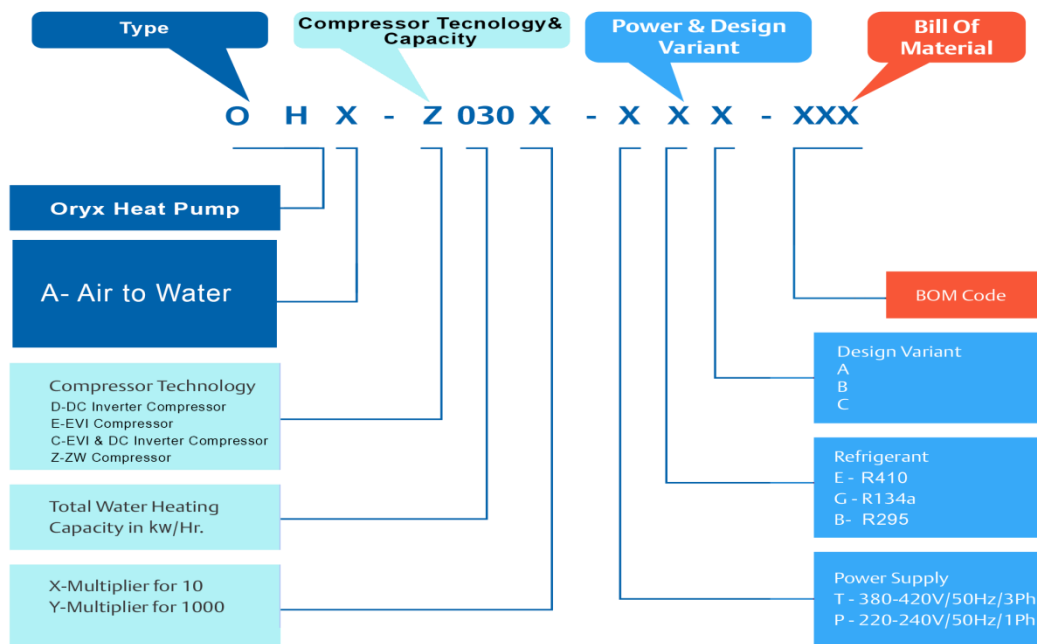 Type
Compressor Tecnology&
Capacity
Power & Design
Variant
Bill Of
Material
O H X - Z 030 X - X X X - XXX
Oryx Heat Pump
A- Air to Water
Compressor Technology
D-DC Inverter Compressor
E-EVI Compressor
C-EVI & DC Inverter Compressor
Z-ZW Compressor
Total Water Heating
Capacity in kw/Hr.
X-Multiplier for 10
Y-Multiplier for 1000
BOM Code
Design Variant
A
B
C
Refrigerant
E - R410
G - R134a
B- R295
Power Supply
T - 380-420V/50Hz/3Ph
P - 220-240V/50Hz/1Ph